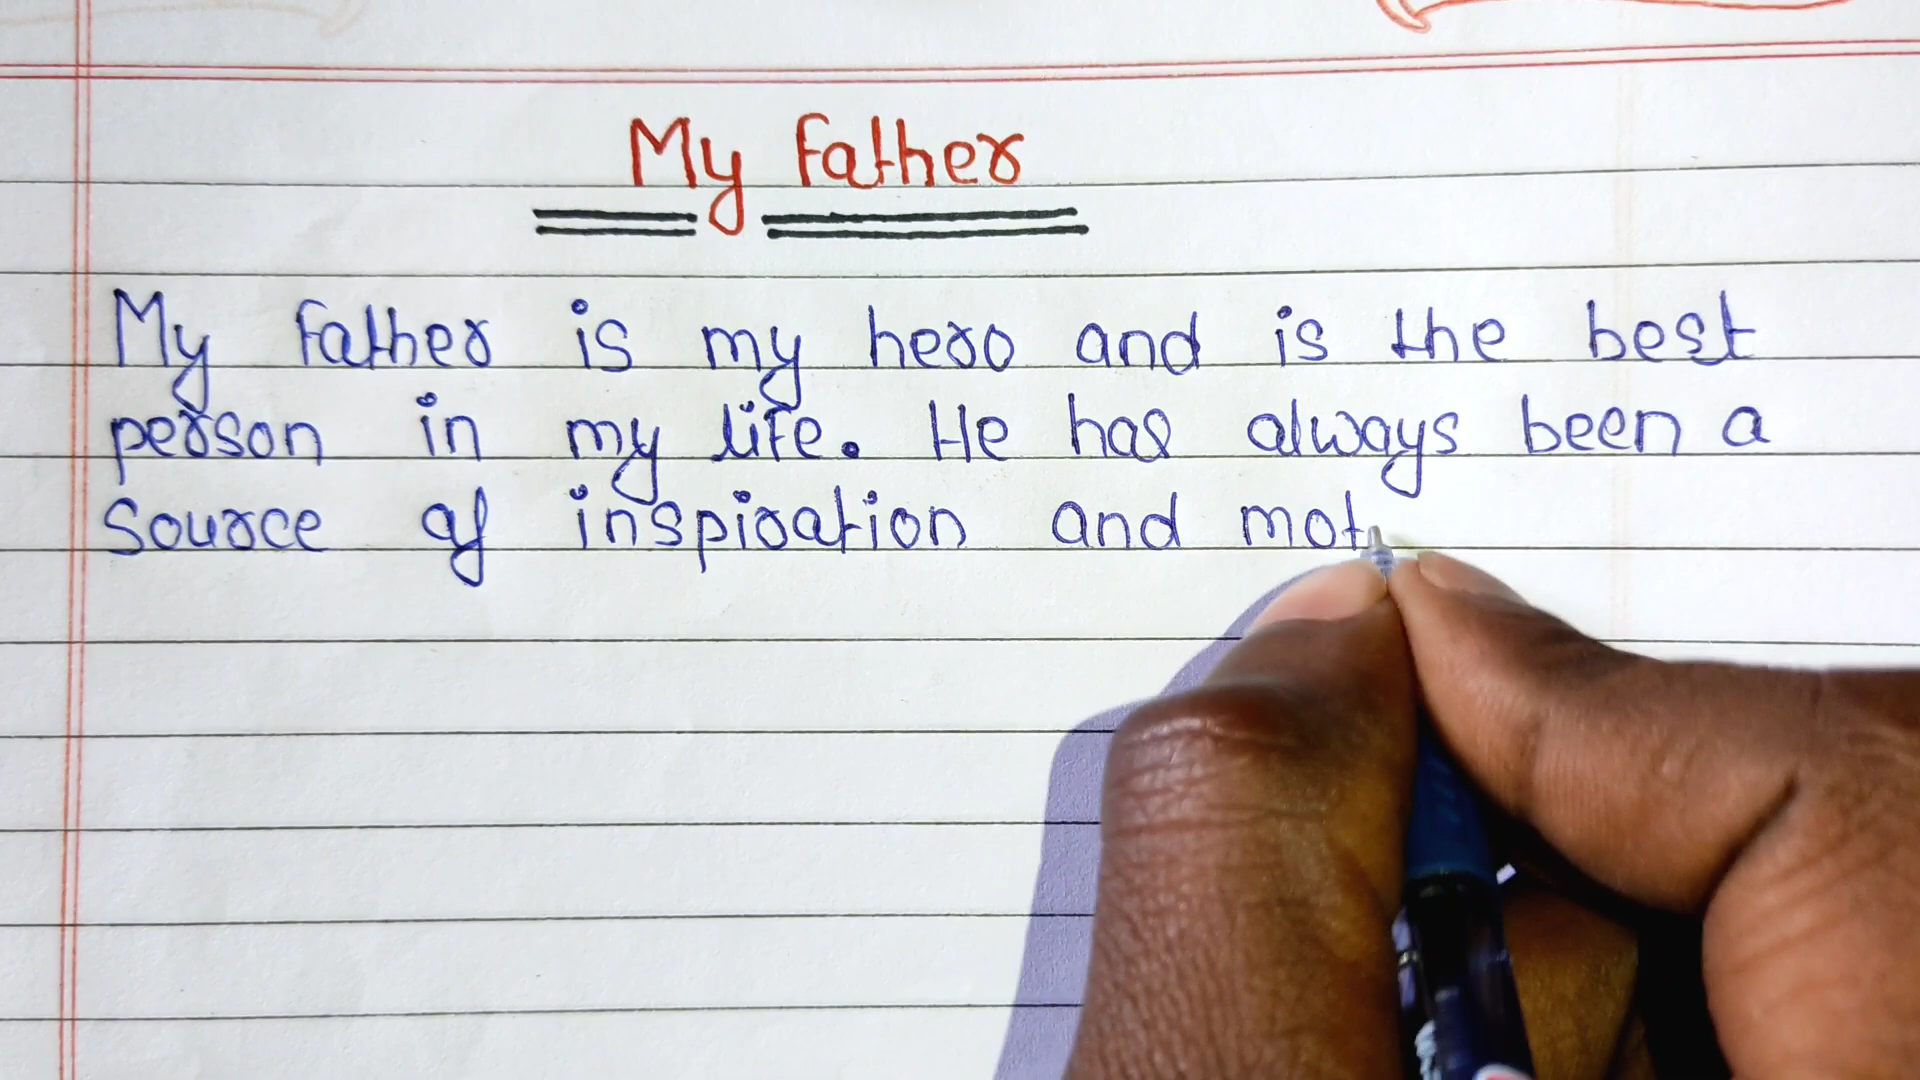 My Father
My Father is my hero and is the best
person in my life. He has always been a
source of inspiration and mot